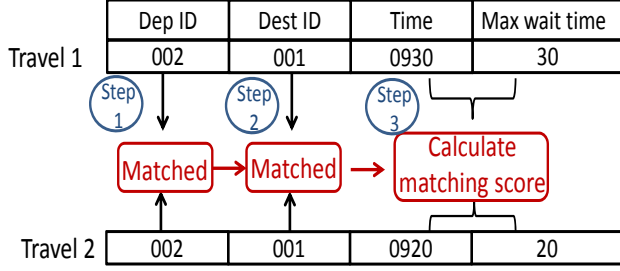 Dep ID Dest ID Time Max wait time
Travel 1 002 001 0930 30
Step 1
Step 2
Step 3
Matched
Matched
Calculate
matching score
Travel 2 002 001 0920 20